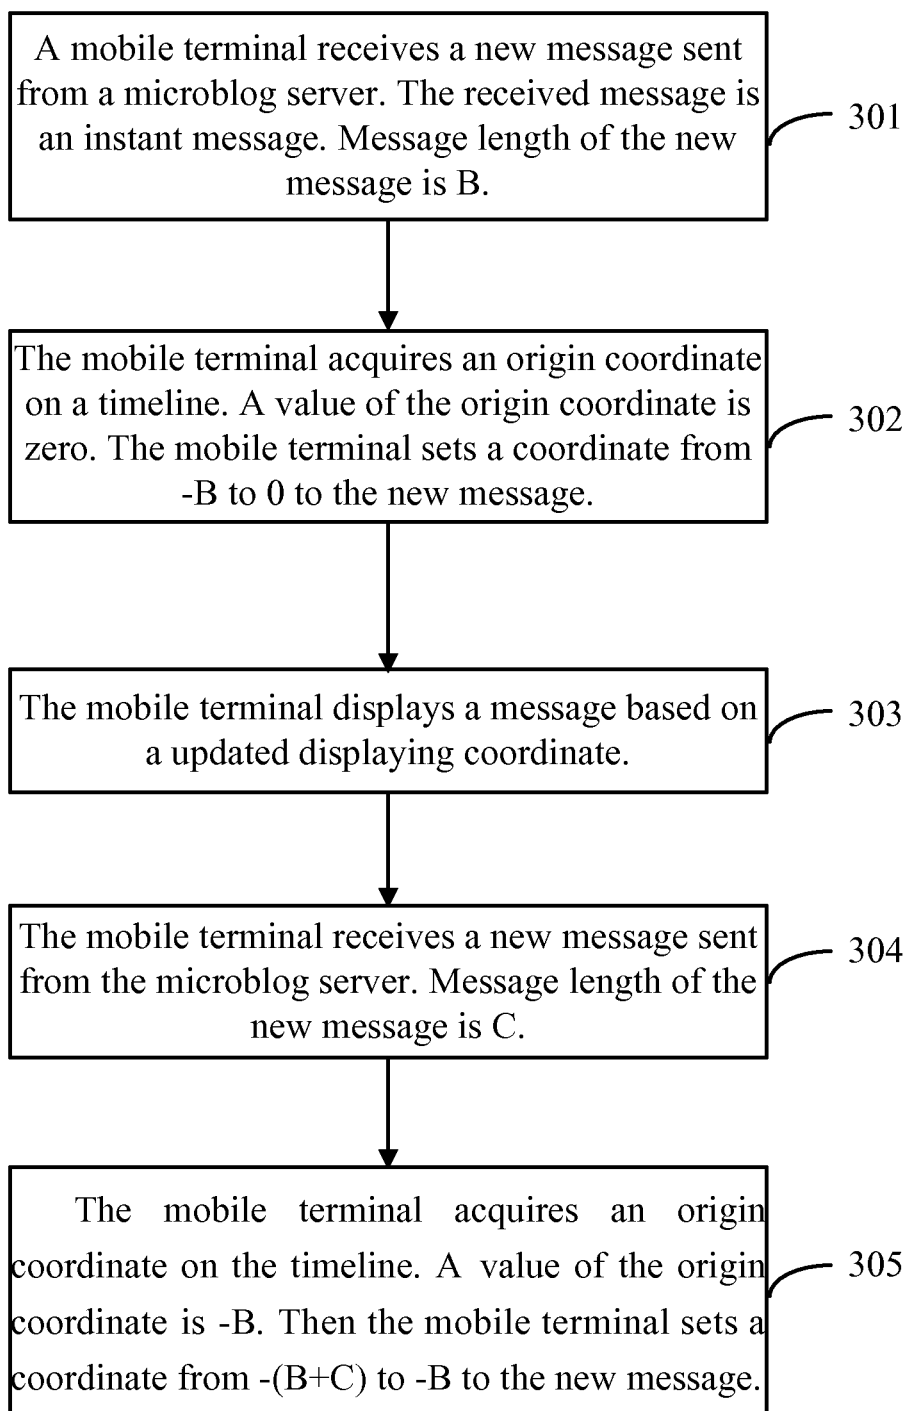 A mobile terminal receives a new message sent
from a microblog server. The received message is
an instant message. Message length of the new
message is B.
301
The mobile terminal acquires an origin coordinate
on a timeline. A value of the origin coordinate is
zero. The mobile terminal sets a coordinate from
-B to 0 to the new message.
302
The mobile terminal displays a message based on
a updated displaying coordinate.
303
The mobile terminal receives a new message sent
from the microblog server. Message length of the
new message is C.
304
The mobile terminal acquires an origin
coordinate on the timeline. A value of the origin
coordinate is -B. Then the mobile terminal sets a
coordinate from -(B+C) to -B to the new message.
305